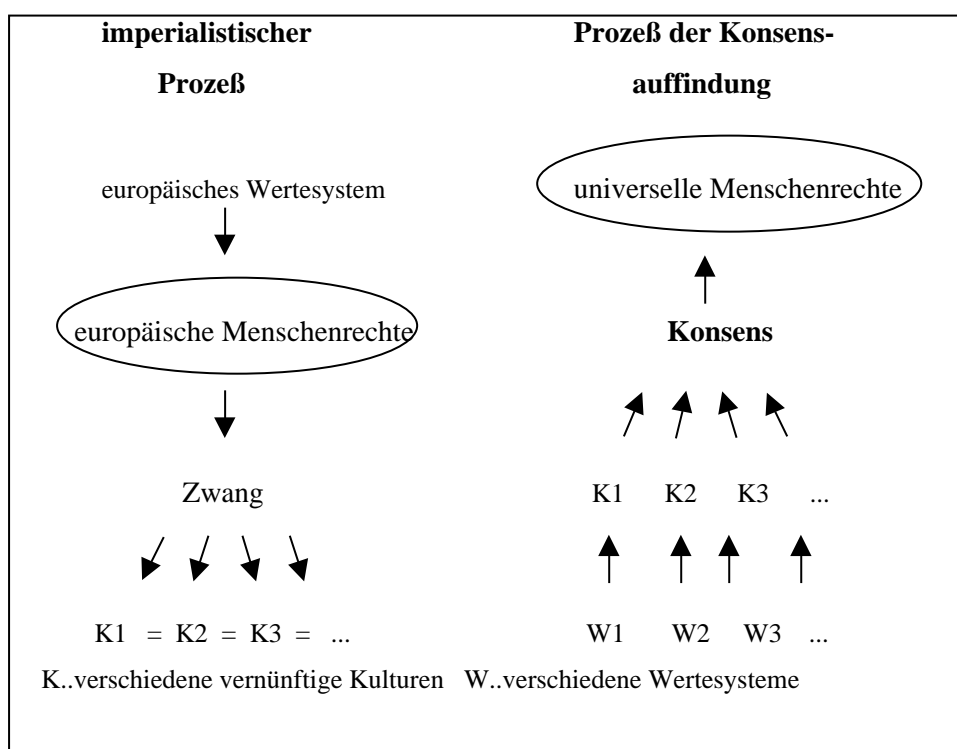 imperialistischer
Prozeß
europäisches Wertesystem
europäische Menschenrechte
Zwang
K1 = K2 = K3 = ...
Prozeß der Konsens-
auffindung
universelle Menschenrechte
Konsens
K1 K2 K3 ...
W1 W2 W3 ...
K..verschiedene vernünftige Kulturen W..verschiedene Wertesysteme